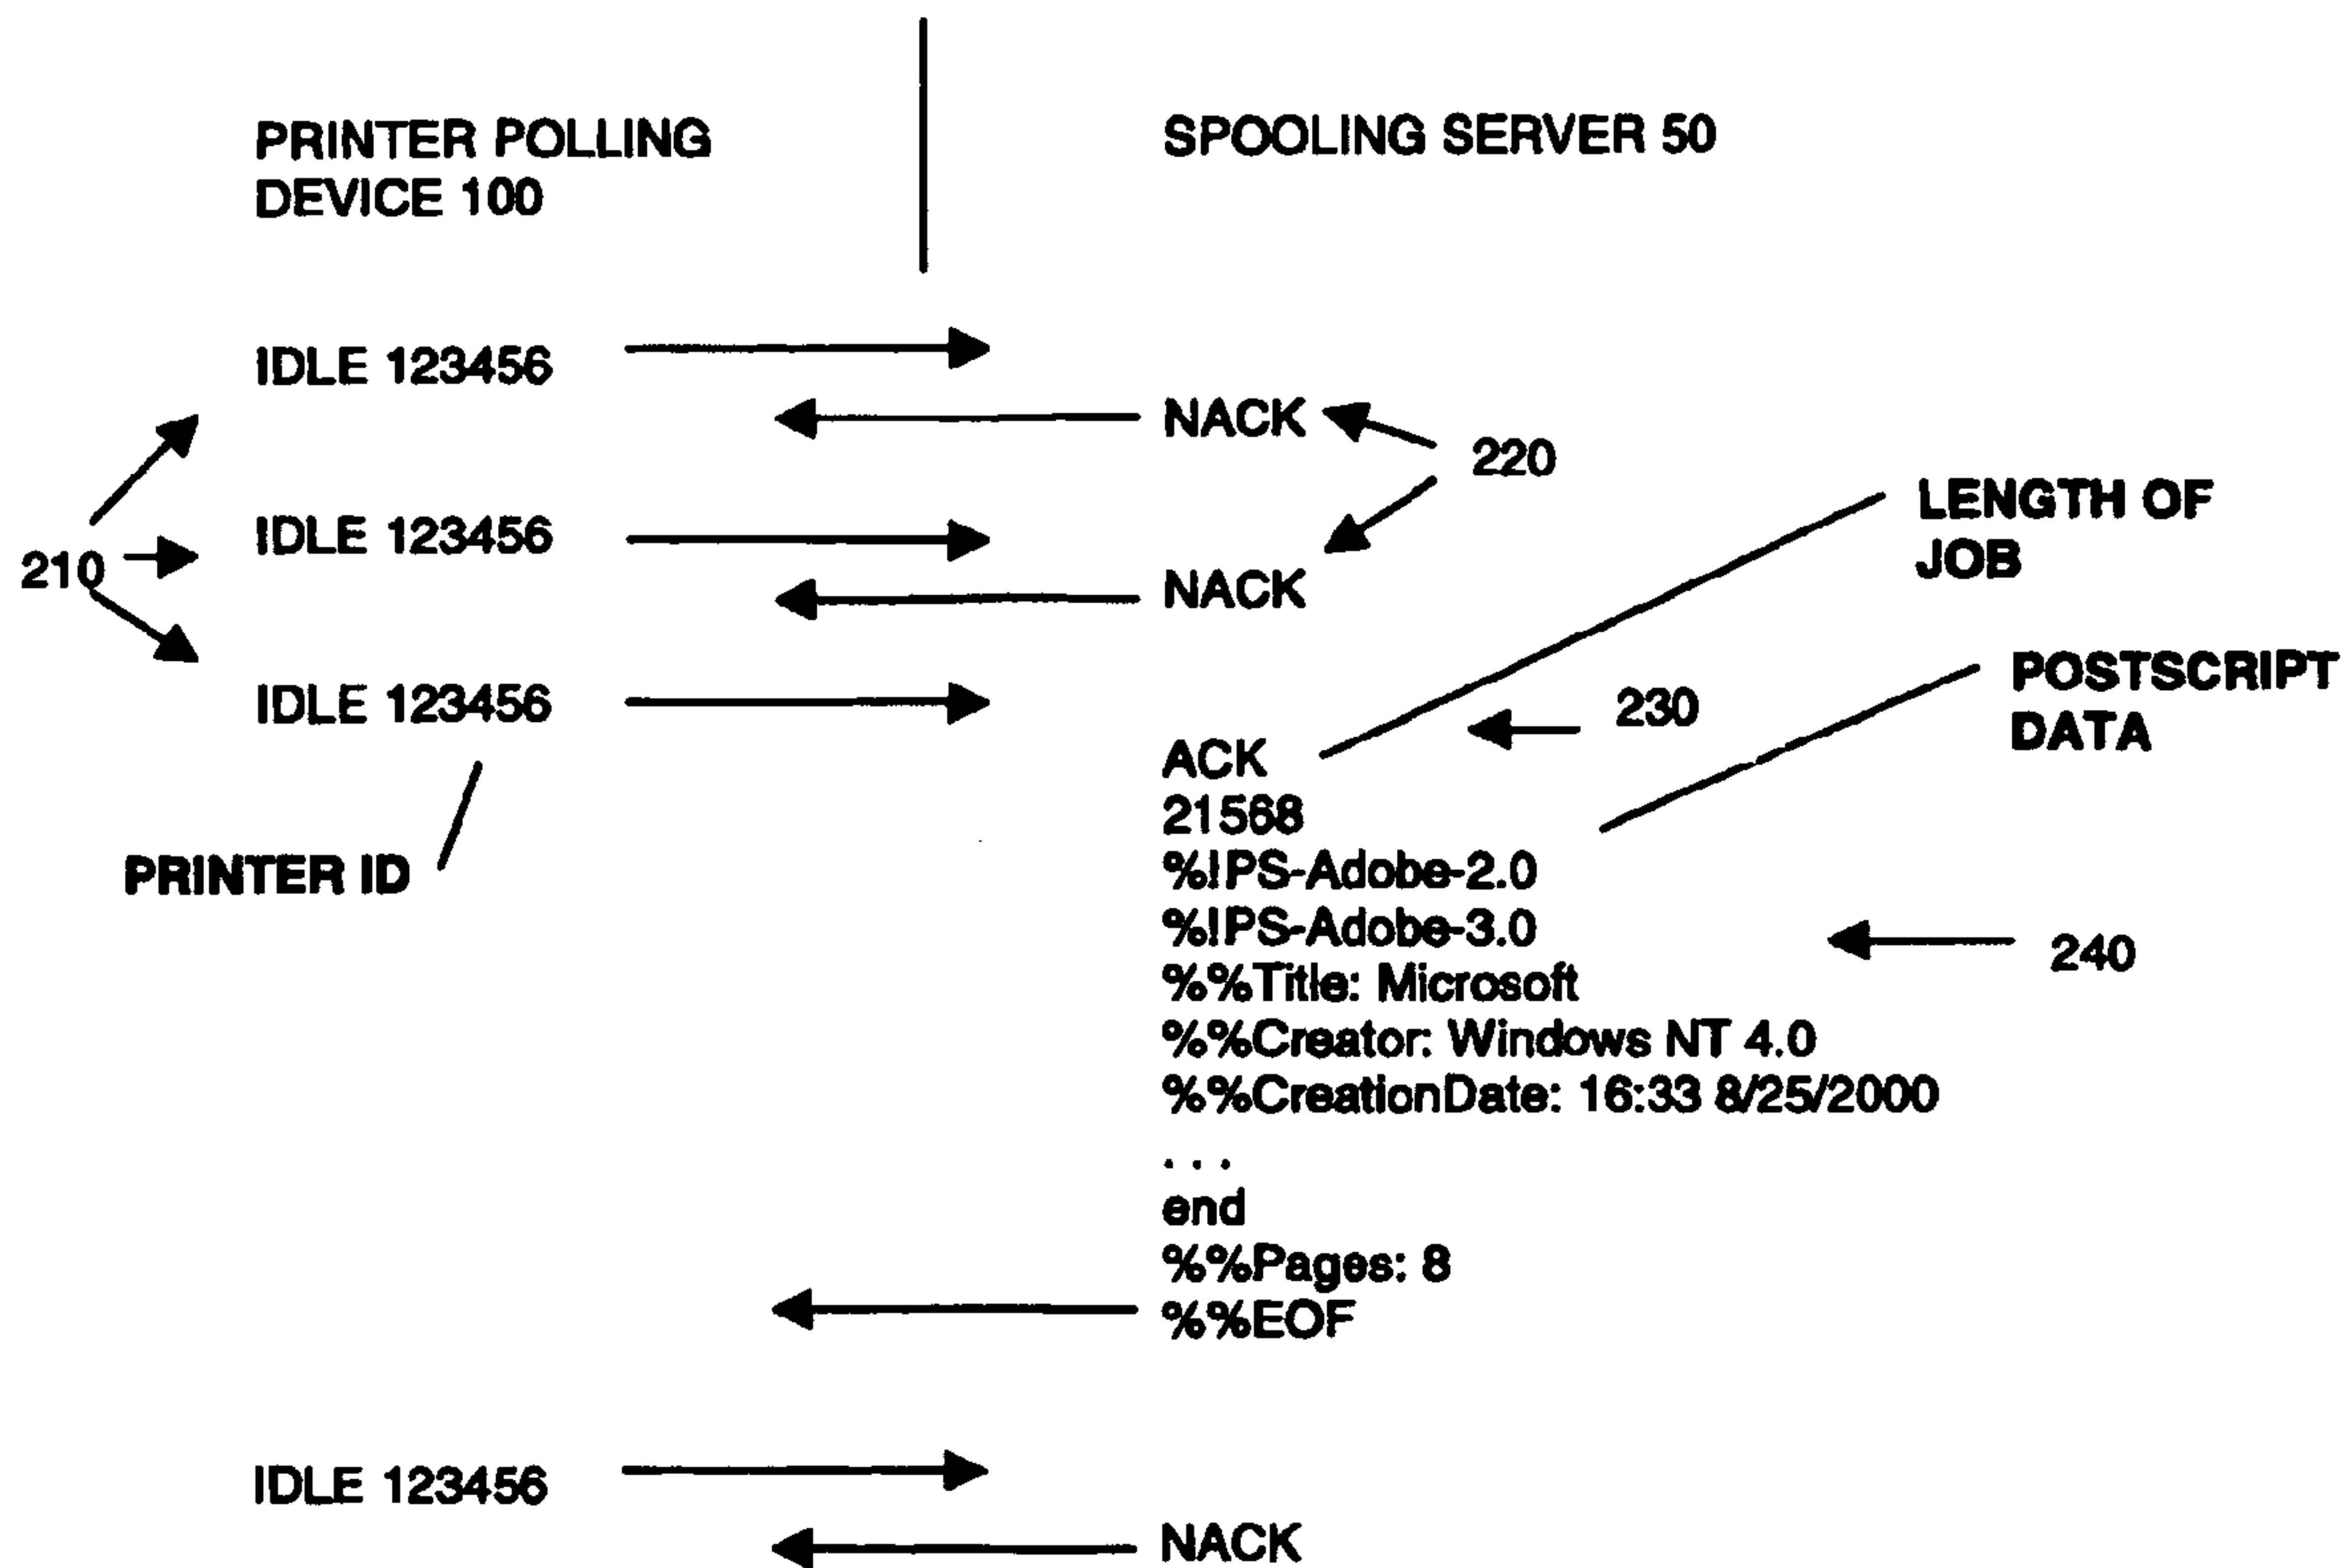 PRINTER POLLING
DEVICE 100
SPOOLING SERVER 50
IDLE 123456
NACK
220
LENGTH OF
JOB
IDLE 123456
210
NACK
POSTSCRIPT
DATA
IDLE 123456
230
ACK
21568
PRINTER ID
%!PS-Adobe-2.0
%!PS-Adobe-3.0
240
%%Title: Microsoft
%%Creator: Windows NT 4.0
%%CreationDate: 16:33 8/25/2000
. . .
end
%%Pages: 8
%%EOF
IDLE 123456
NACK